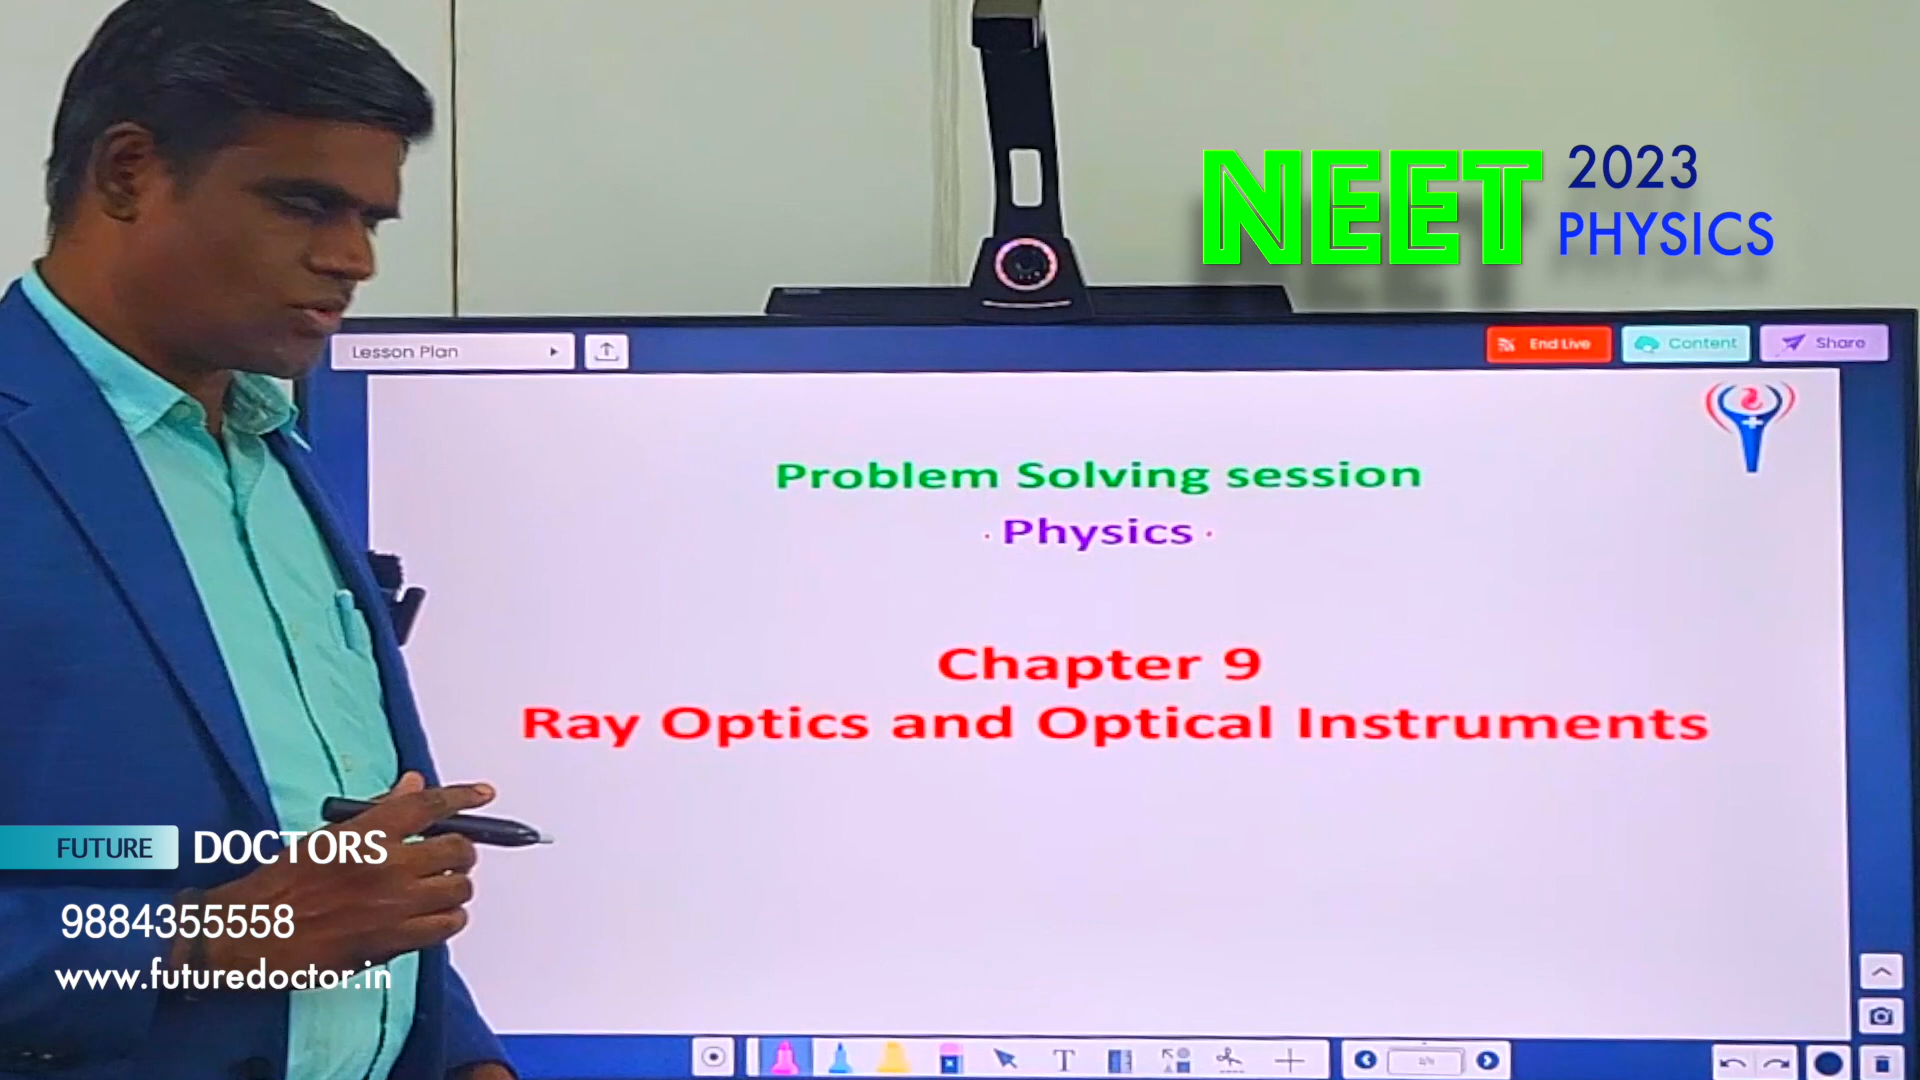 NEET
2023
PHYSICS
Lesson Plan
End Live
Content
Share
Problem Solving session
Physics
Chapter 9
Ray Optics and Optical Instruments
FUTURE DOCTORS
9884355558
www.futuredoctor.in
T